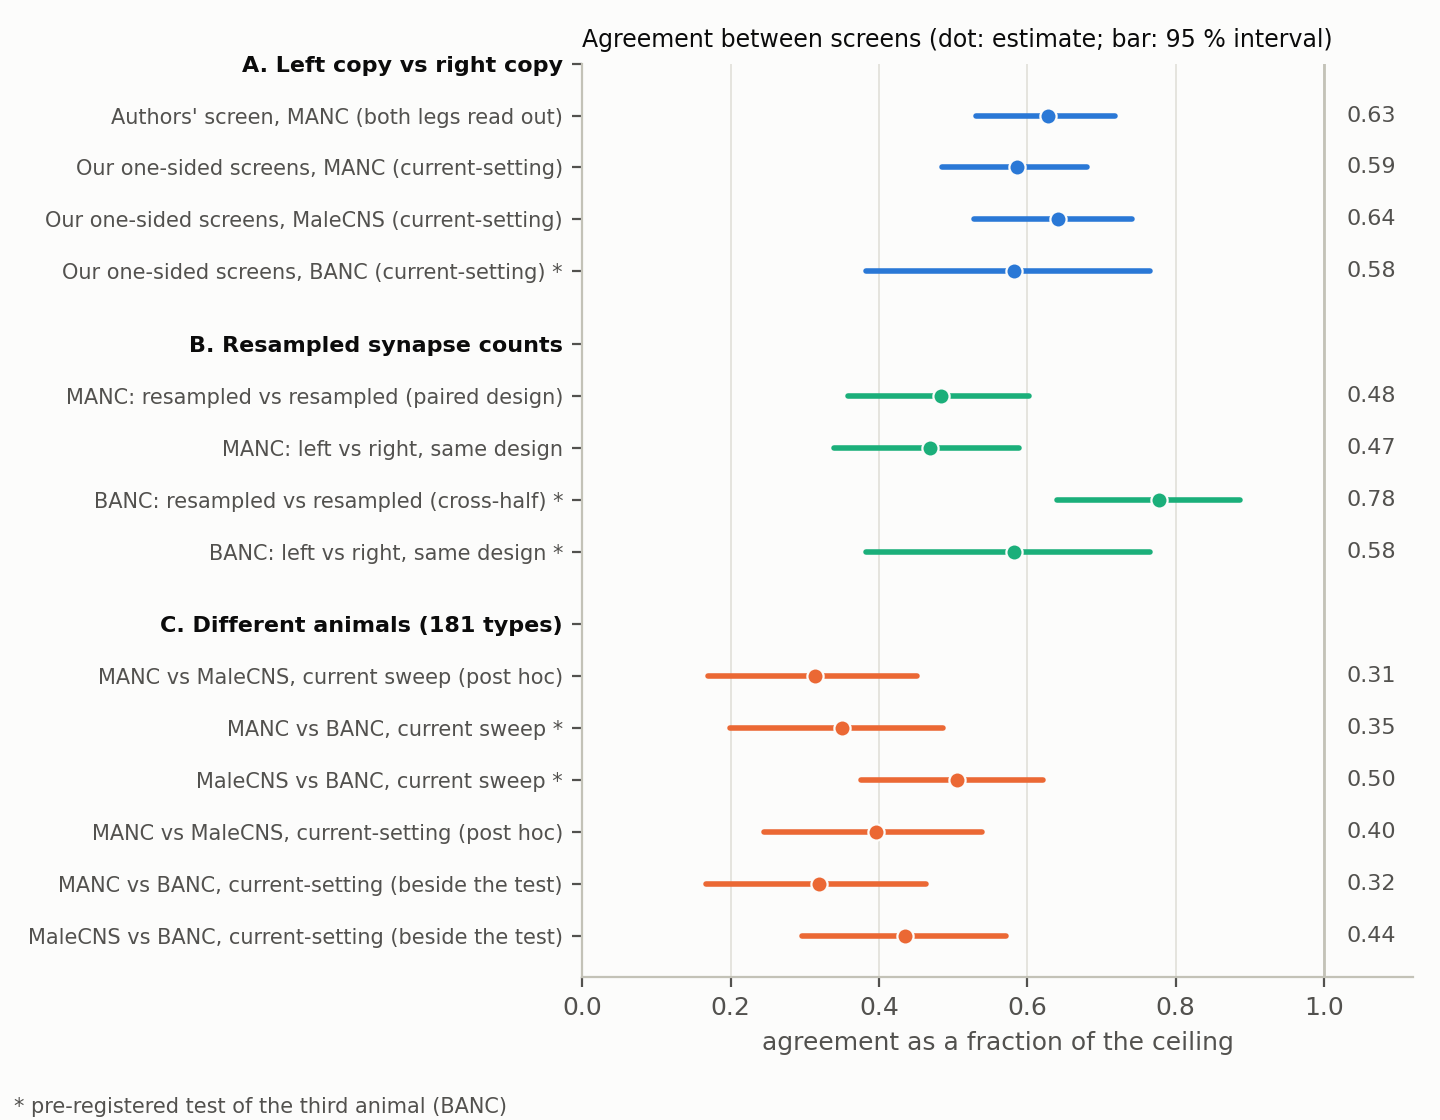 Agreement between screens (dot: estimate; bar: 95 % interval)
A. Left copy vs right copy
Authors' screen, MANC (both legs read out) 0.63
Our one-sided screens, MANC (current-setting) 0.59
Our one-sided screens, MaleCNS (current-setting) 0.64
Our one-sided screens, BANC (current-setting) * 0.58
B. Resampled synapse counts
MANC: resampled vs resampled (paired design) 0.48
MANC: left vs right, same design 0.47
BANC: resampled vs resampled (cross-half) * 0.78
BANC: left vs right, same design * 0.58
C. Different animals (181 types)
MANC vs MaleCNS, current sweep (post hoc) 0.31
MANC vs BANC, current sweep * 0.35
MaleCNS vs BANC, current sweep * 0.50
MANC vs MaleCNS, current-setting (post hoc) 0.40
MANC vs BANC, current-setting (beside the test) 0.32
MaleCNS vs BANC, current-setting (beside the test) 0.44
0.0 0.2 0.4 0.6 0.8 1.0
agreement as a fraction of the ceiling
* pre-registered test of the third animal (BANC)